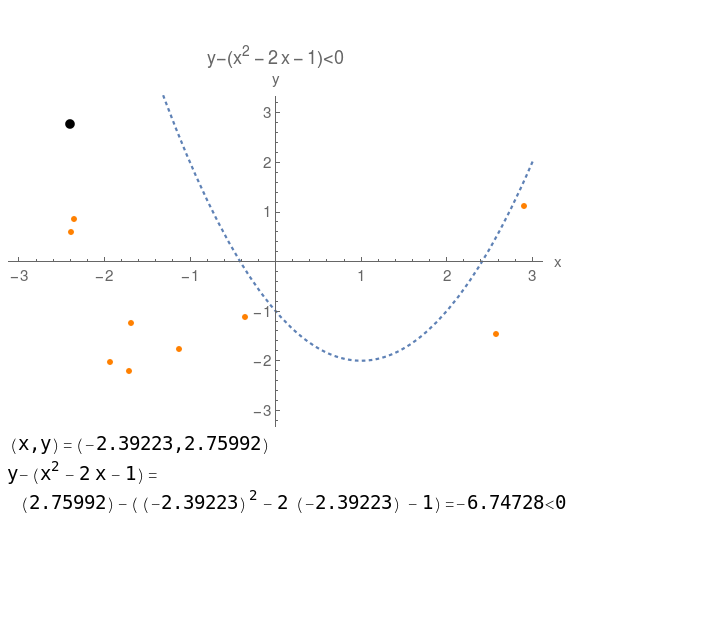 y−(x² − 2 x − 1)<0
y
3
2
1
−3 −2 −1 1 2 3 x
−1
−2
−3
(x,y) = (−2.39223,2.75992)
y− (x² − 2 x − 1) =
(2.75992) − ( (−2.39223)² − 2 (−2.39223) − 1) =−6.74728<0